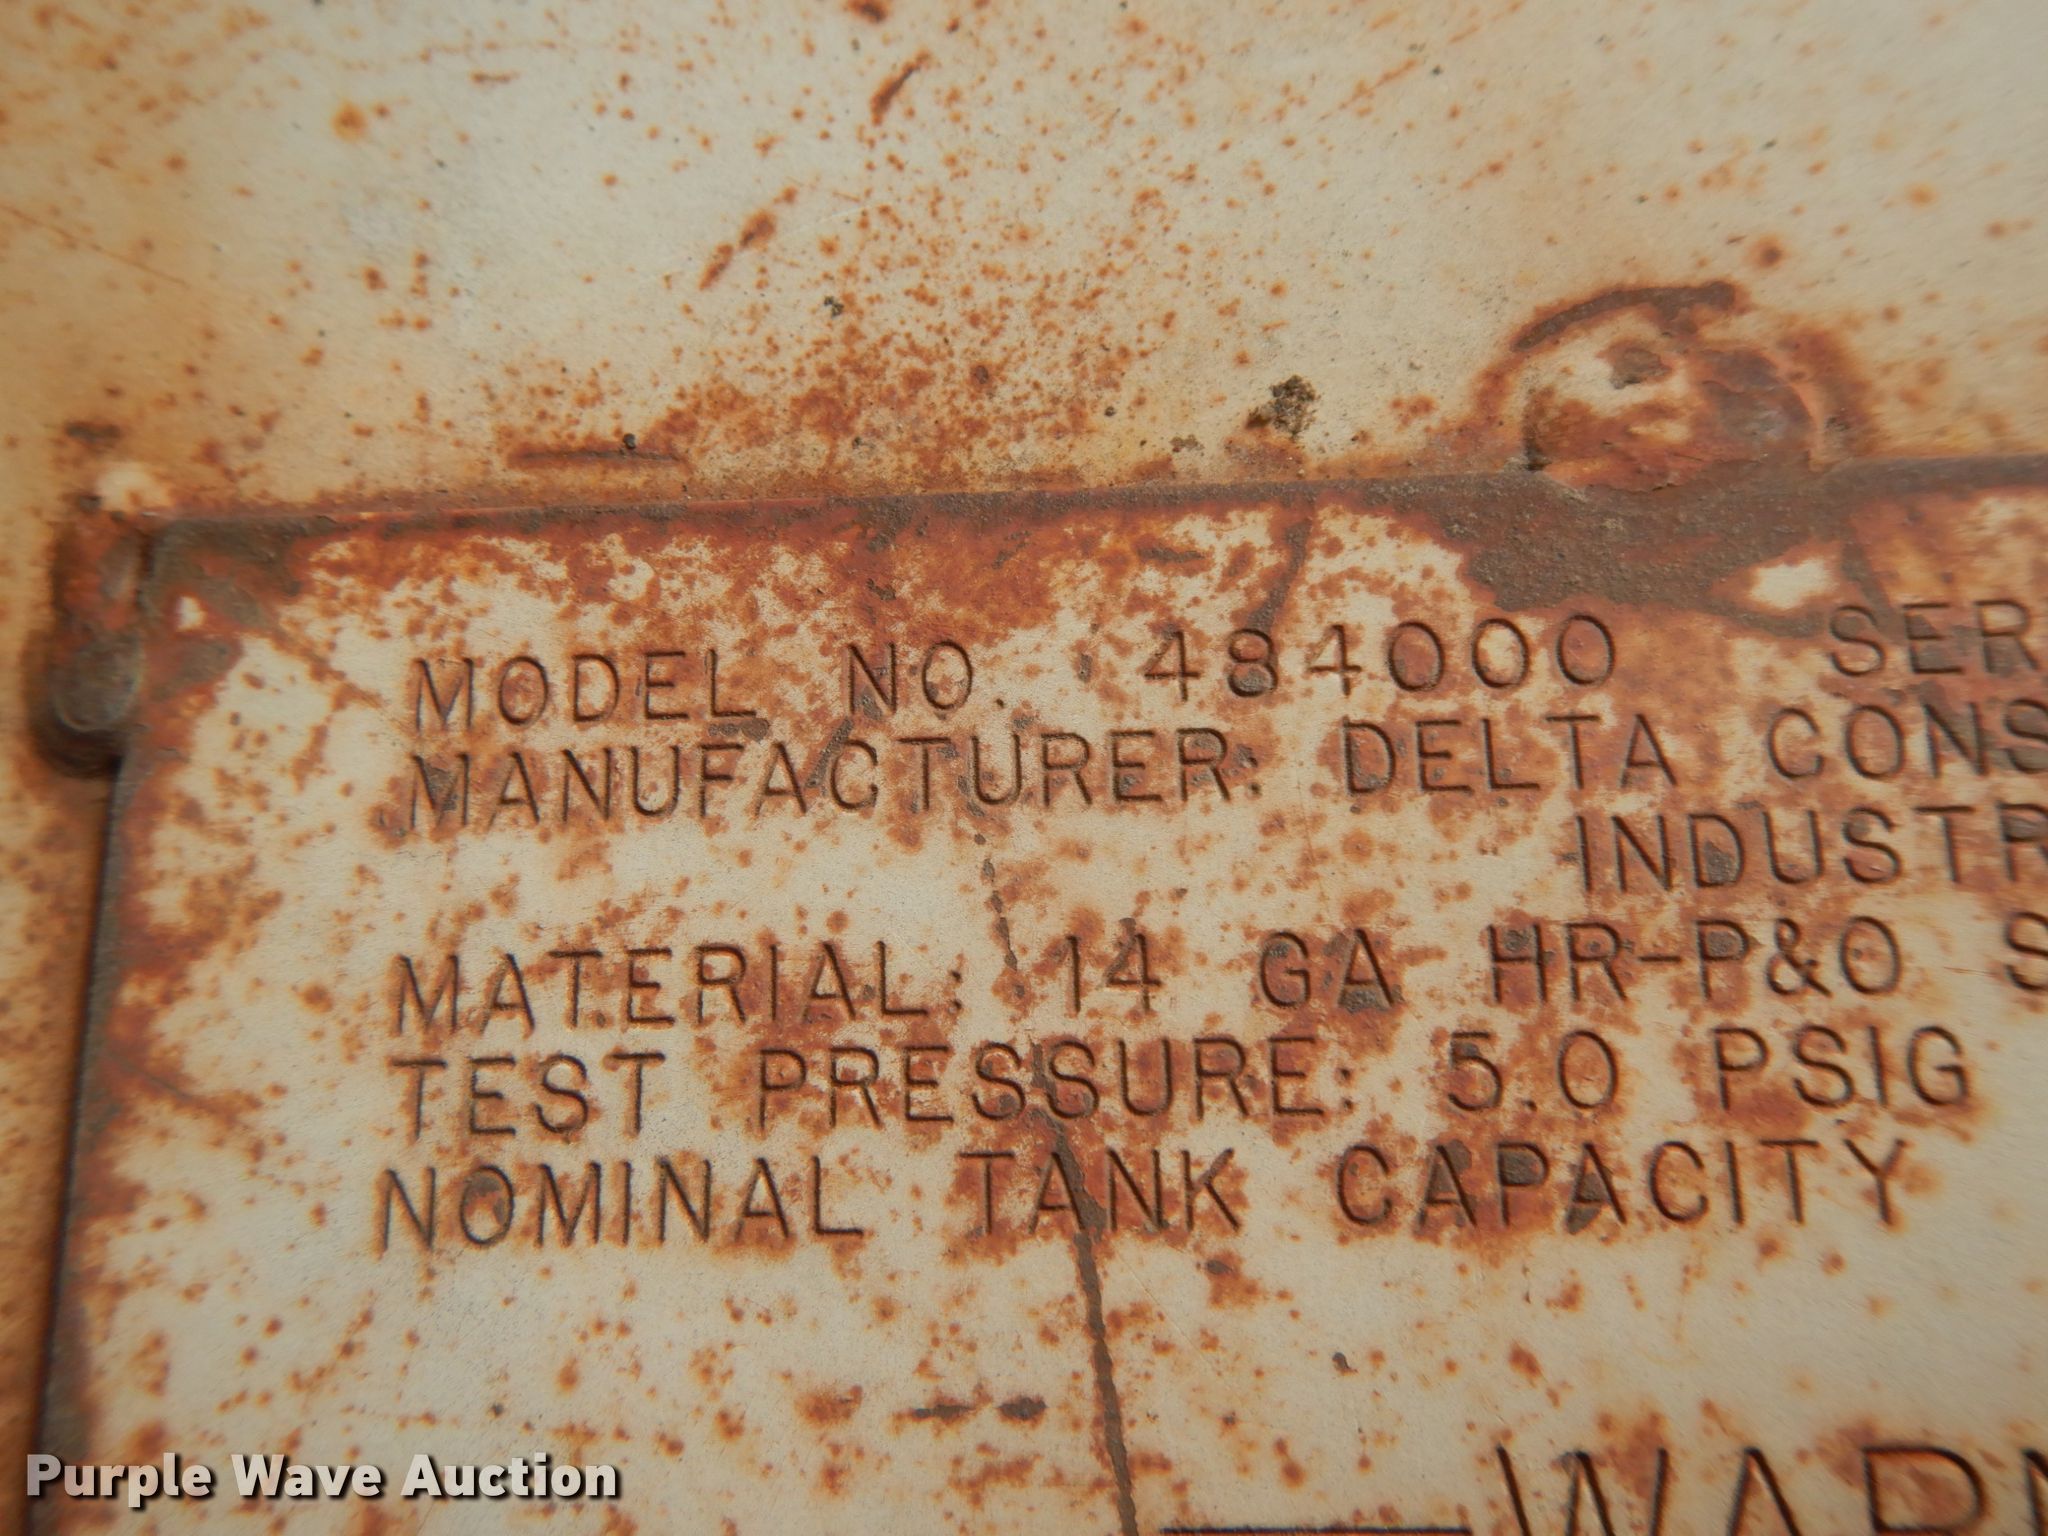 MODEL NO. 484000 SER
MANUFACTURER: DELTA CONS
INDUSTR
MATERIAL: 14 GA HR-P&O S
TEST PRESSURE: 5.0 PSIG
NOMINAL TANK CAPACITY
WARN
Purple Wave Auction